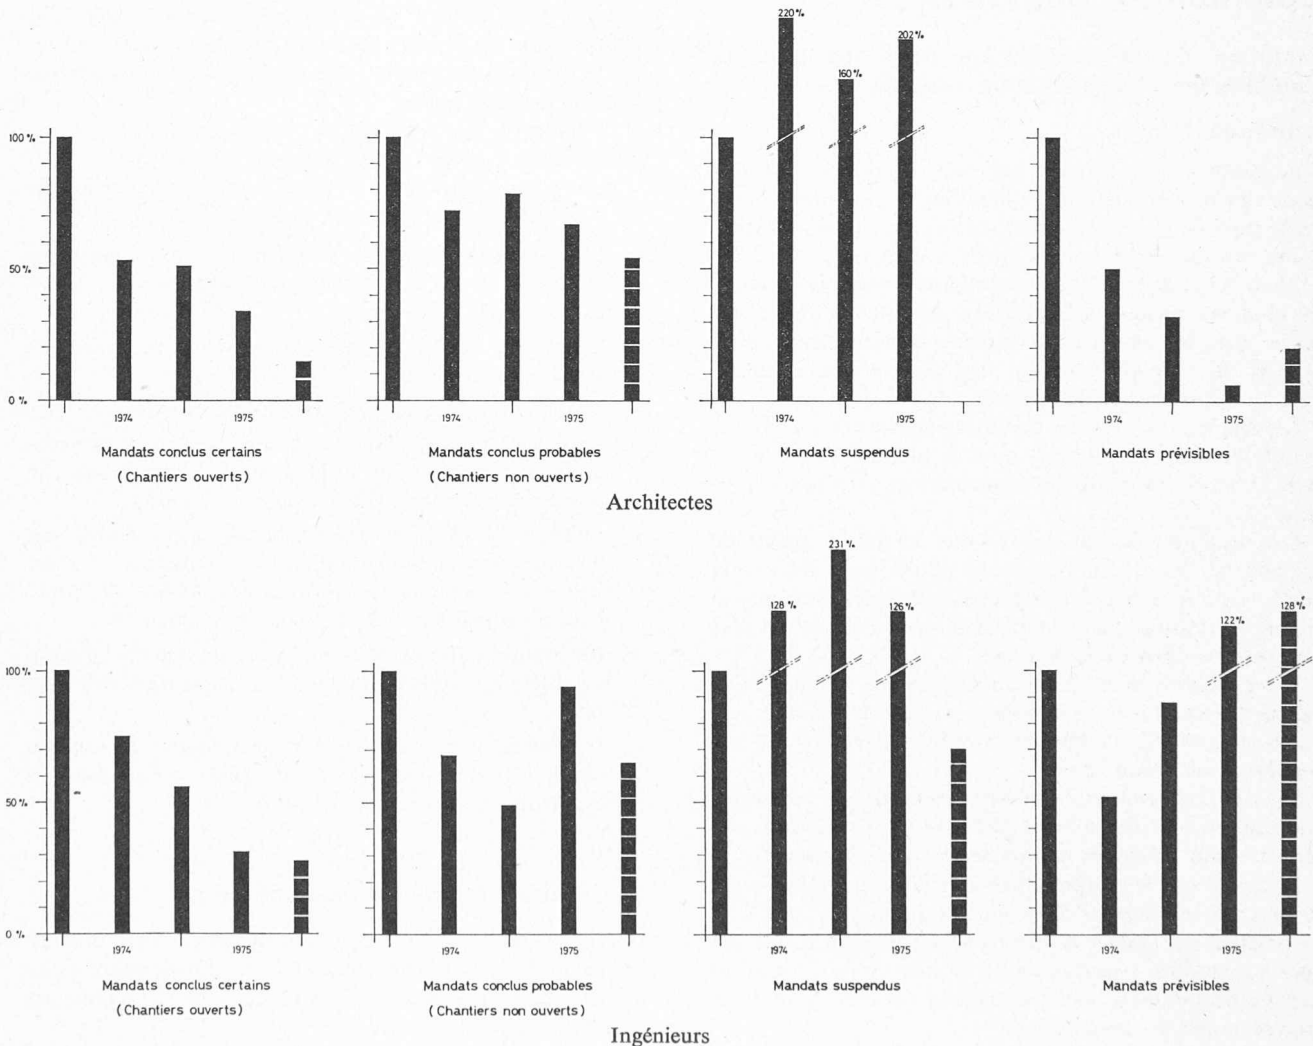 220%
202%
160%
100%
50%
0%
1974 1975
1974 1975
1974 1975
1974 1975
Mandats conclus certains
(Chantiers ouverts)
Mandats conclus probables
(Chantiers non ouverts)
Mandats suspendus
Mandats prévisibles
Architectes
231%
128%
126%
122%
128%
100%
50%
0%
1974 1975
1974 1975
1974 1975
1974 1975
Mandats conclus certains
(Chantiers ouverts)
Mandats conclus probables
(Chantiers non ouverts)
Mandats suspendus
Mandats prévisibles
Ingénieurs